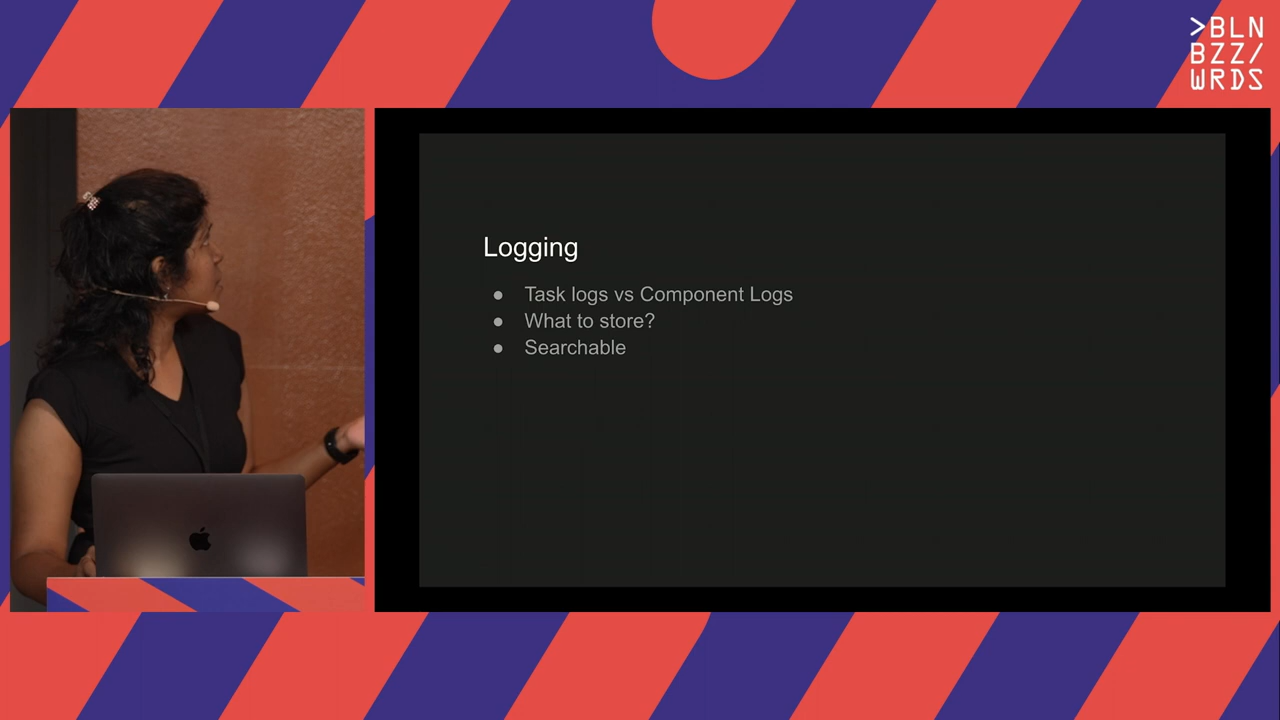 >BLN
BZZ/
WRDS
Logging
● Task logs vs Component Logs
● What to store?
● Searchable